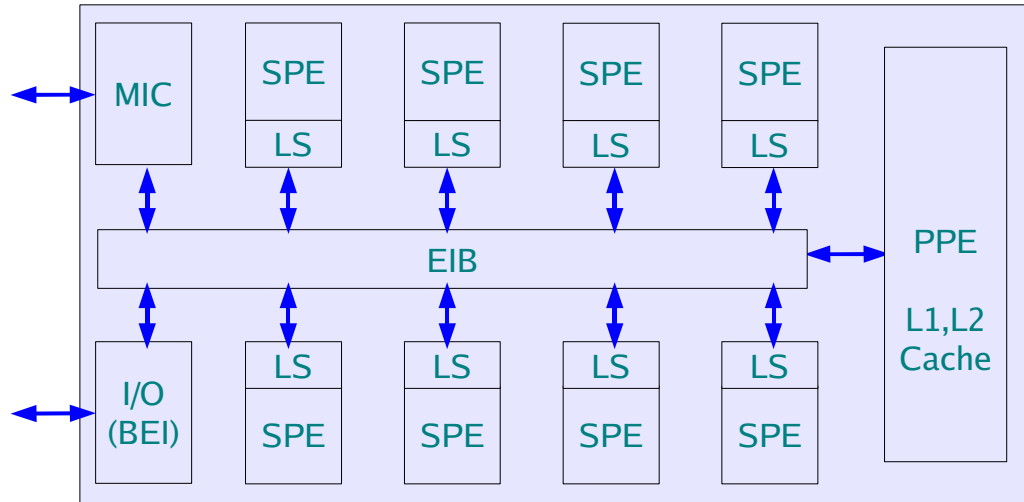 MIC
SPE
LS
SPE
LS
SPE
LS
SPE
LS
EIB
PPE
L1,L2
Cache
I/O
(BEI)
LS
SPE
LS
SPE
LS
SPE
LS
SPE